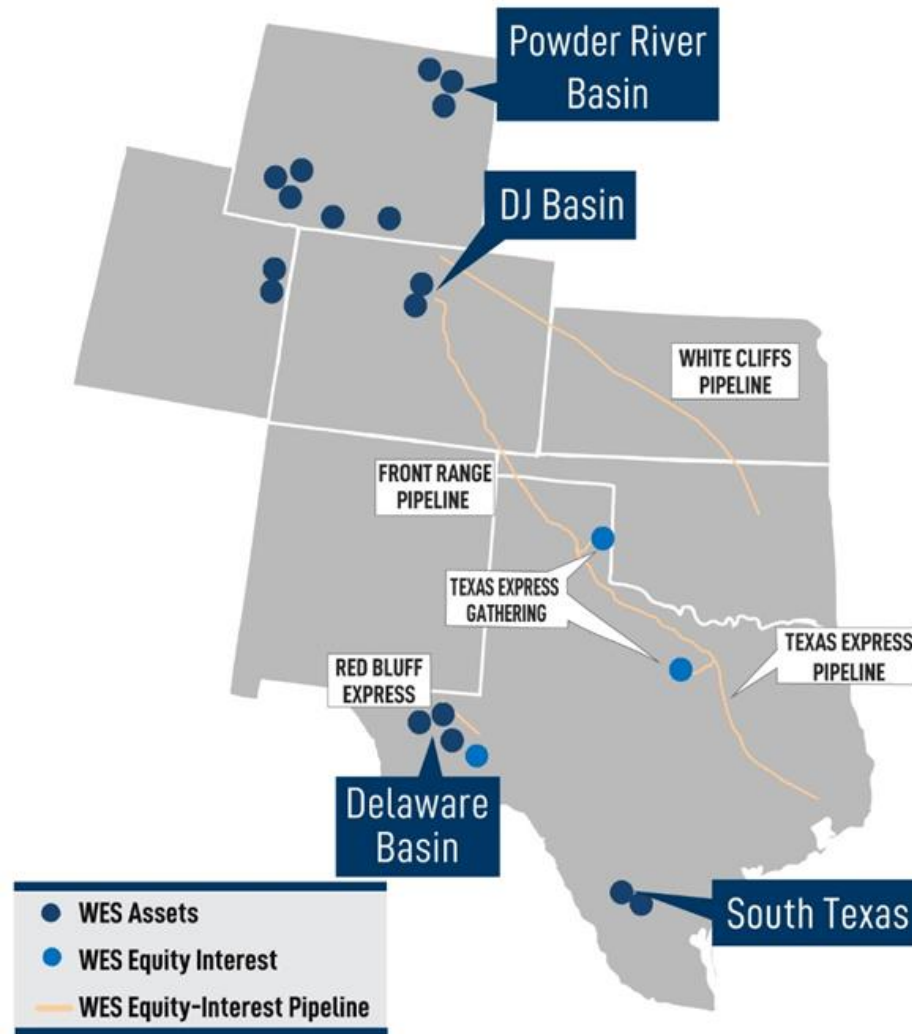 Powder River
Basin
DJ Basin
WHITE CLIFFS
PIPELINE
FRONT RANGE
PIPELINE
TEXAS EXPRESS
GATHERING
TEXAS EXPRESS
PIPELINE
RED BLUFF
EXPRESS
Delaware
Basin
South Texas
WES Assets
WES Equity Interest
WES Equity-Interest Pipeline